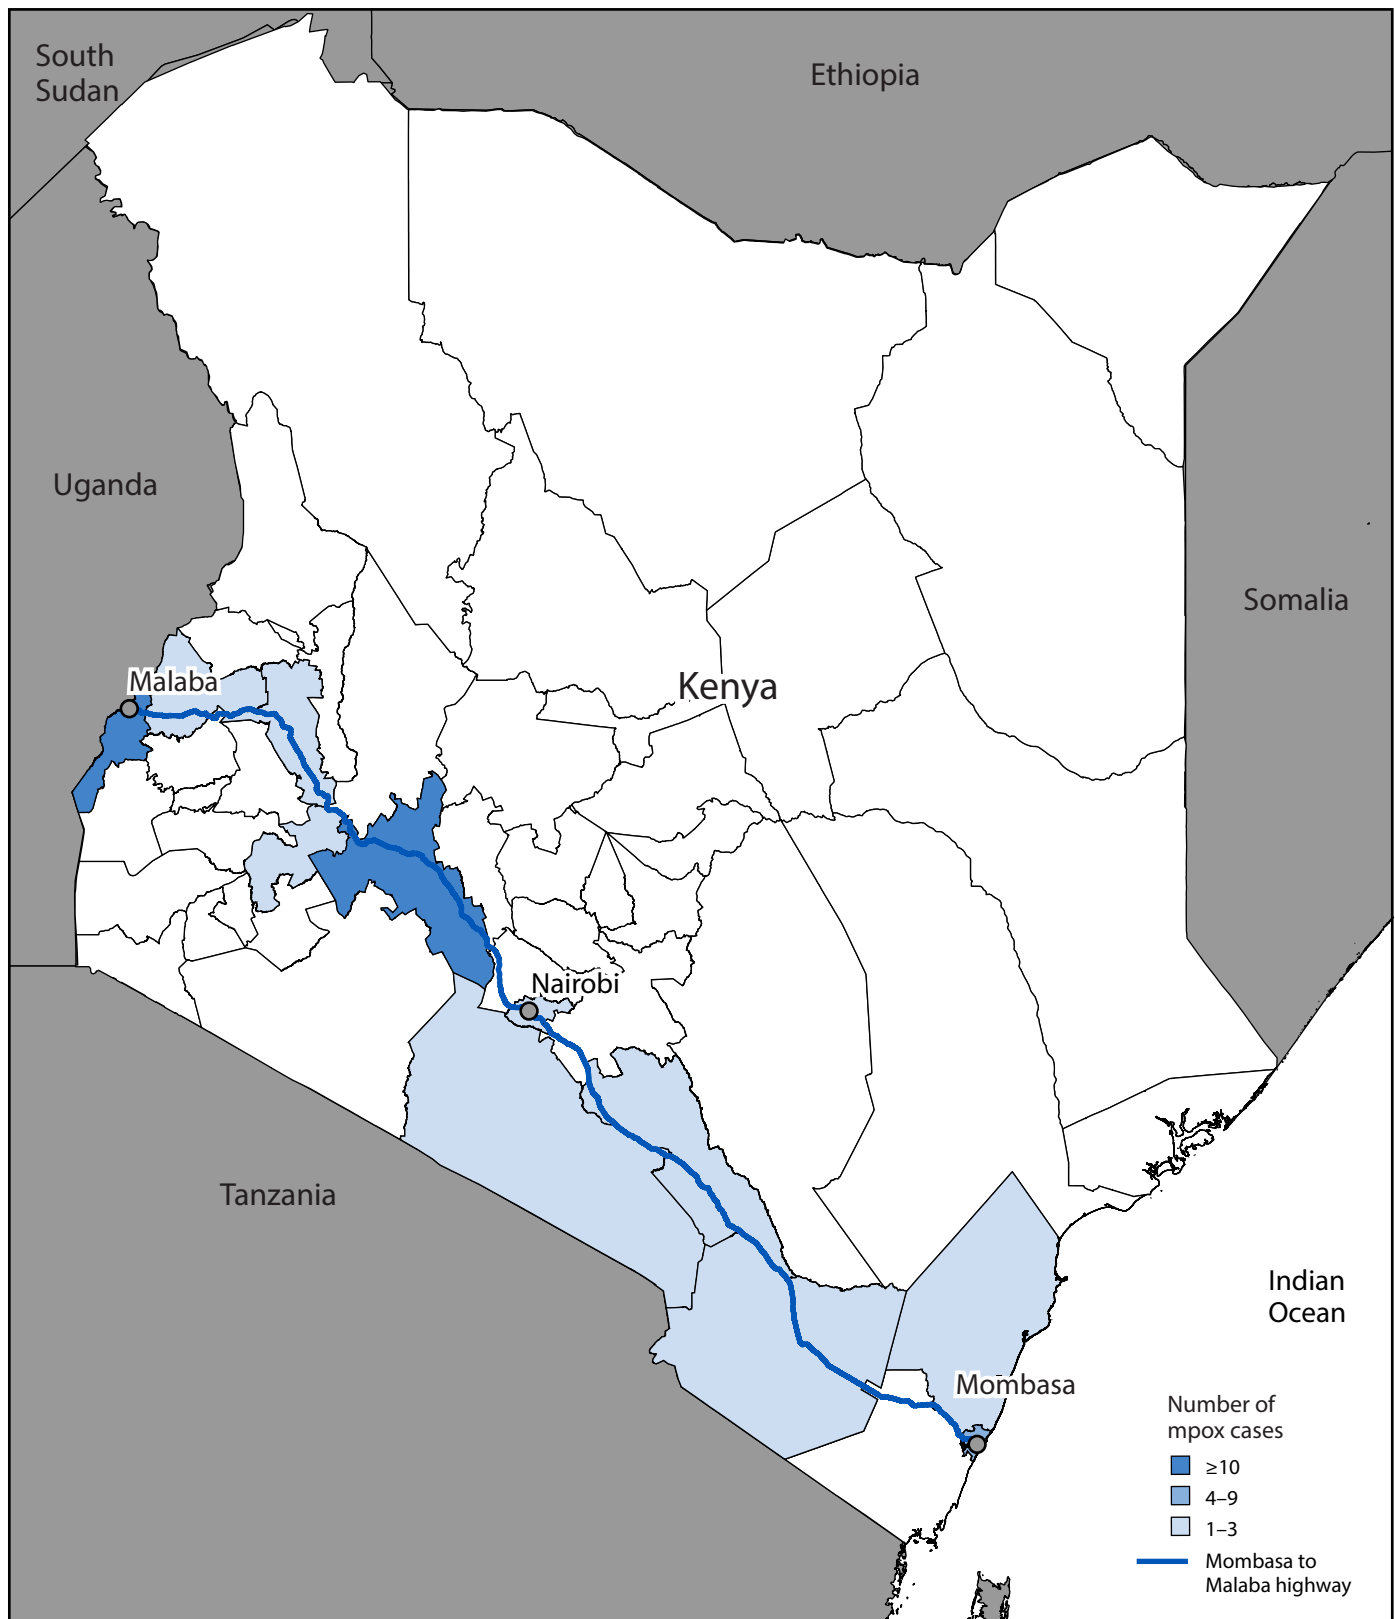 South
Sudan
Ethiopia
Uganda
Somalia
Malaba
Kenya
Nairobi
Tanzania
Indian
Ocean
Mombasa
Number of
mpox cases
≥10
4–9
1–3
Mombasa to
Malaba highway